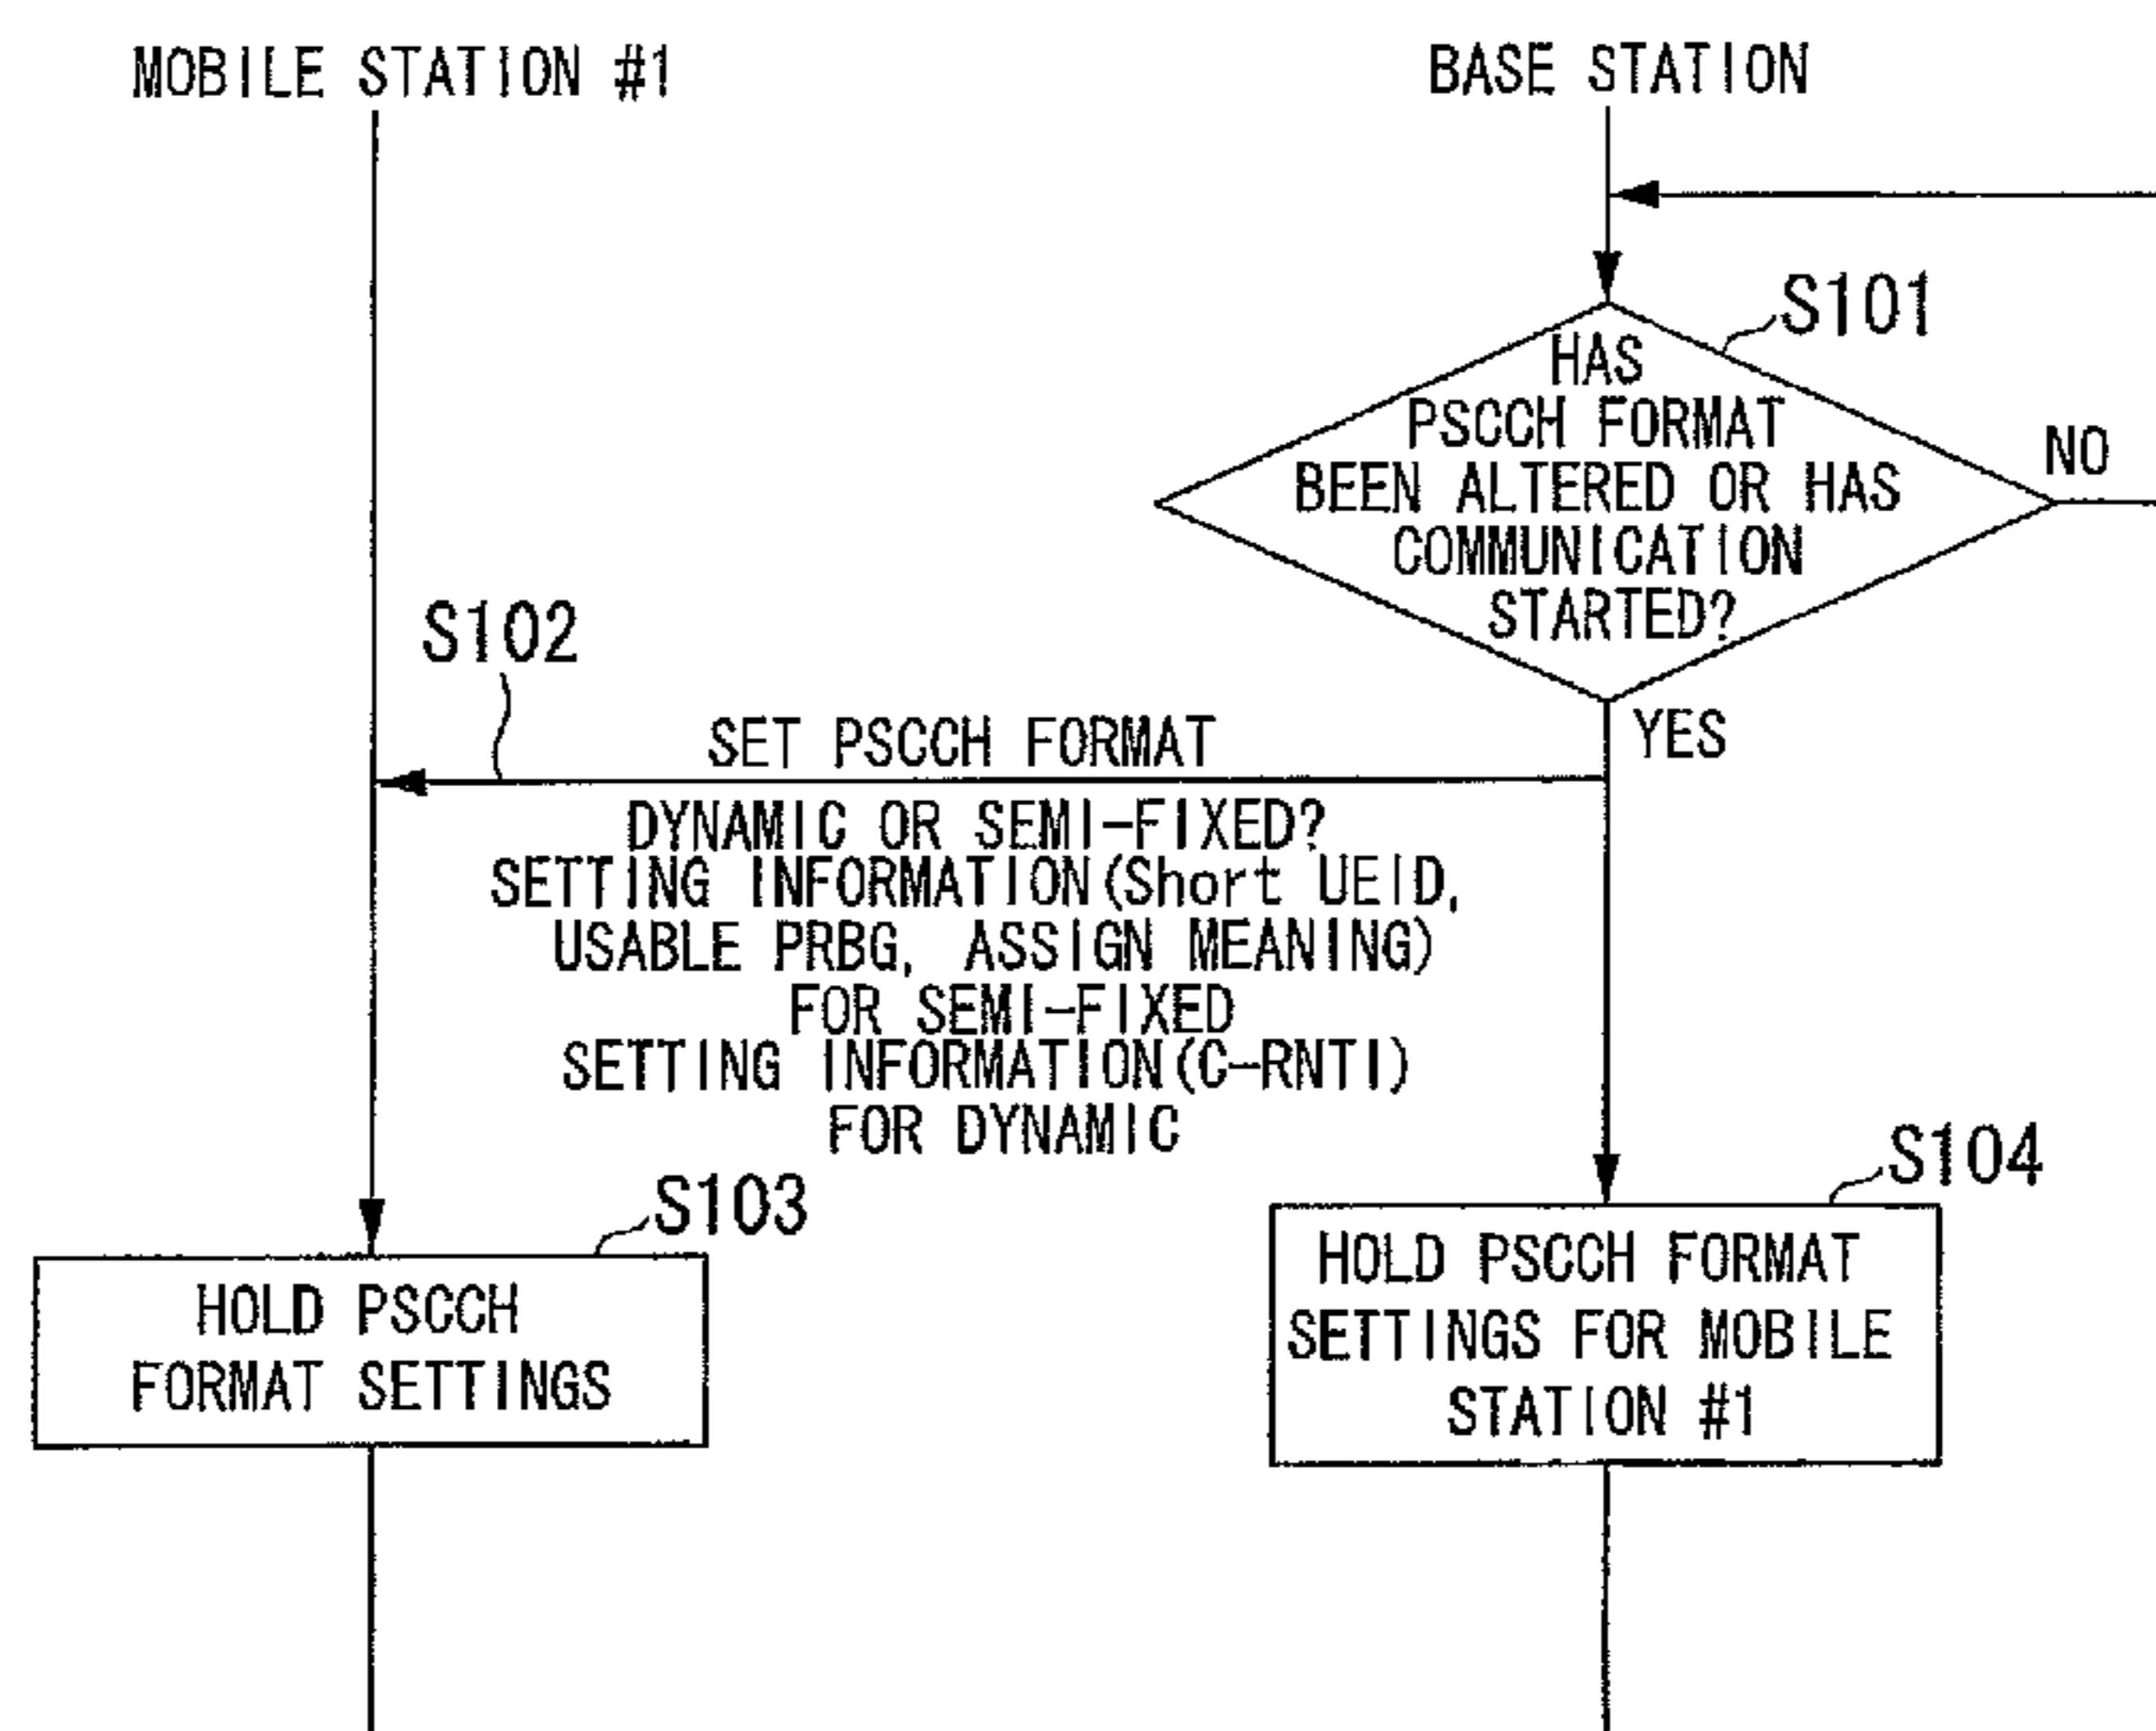 MOBILE STATION #1
BASE STATION
S101
HAS
PSCCH FORMAT
BEEN ALTERED OR HAS
COMMUNICATION
STARTED?
NO
YES
S102
SET PSCCH FORMAT
DYNAMIC OR SEMI-FIXED?
SETTING INFORMATION(Short UEID,
USABLE PRBG, ASSIGN MEANING)
FOR SEMI-FIXED
SETTING INFORMATION(C-RNTI)
FOR DYNAMIC
S103
HOLD PSCCH
FORMAT SETTINGS
S104
HOLD PSCCH FORMAT
SETTINGS FOR MOBILE
STATION #1